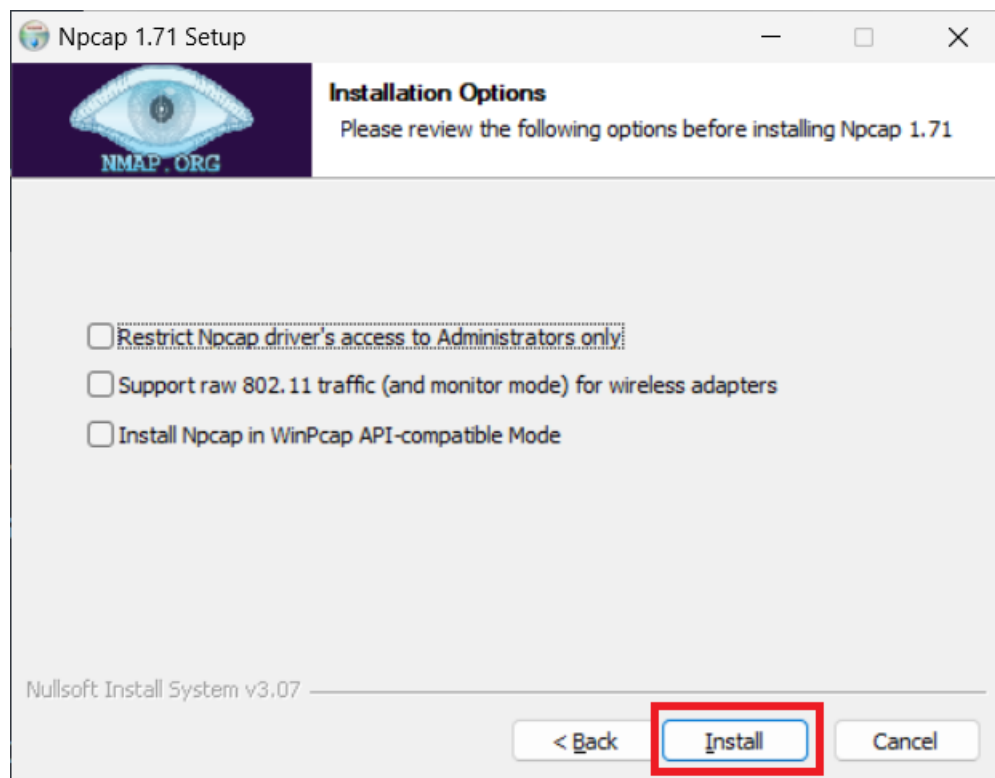 Npcap 1.71 Setup
NMAP.ORG
Installation Options
Please review the following options before installing Npcap 1.71
Restrict Npcap driver's access to Administrators only
Support raw 802.11 traffic (and monitor mode) for wireless adapters
Install Npcap in WinPcap API-compatible Mode
Nullsoft Install System v3.07
< Back
Install
Cancel